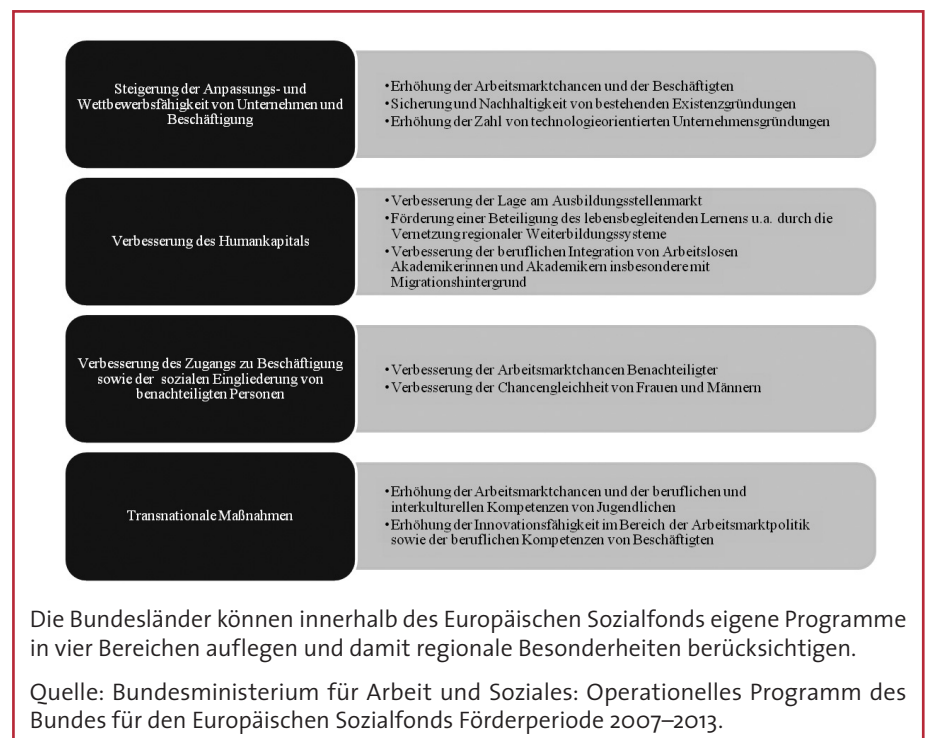 Steigerung der Anpassungs- und
Wettbewerbsfähigkeit von Unternehmen und
Beschäftigung
•Erhöhung der Arbeitsmarktchancen und der Beschäftigten
•Sicherung und Nachhaltigkeit von bestehenden Existenzgründungen
•Erhöhung der Zahl von technologieorientierten Unternehmensgründungen
Verbesserung des Humankapitals
•Verbesserung der Lage am Ausbildungsstellenmarkt
•Förderung einer Beteiligung des lebensbegleitenden Lernens u.a. durch die
Vernetzung regionaler Weiterbildungssysteme
•Verbesserung der beruflichen Integration von Arbeitslosen
Akademikerinnen und Akademikern insbesondere mit
Migrationshintergrund
Verbesserung des Zugangs zu Beschäftigung
sowie der sozialen Eingliederung von
benachteiligten Personen
•Verbesserung der Arbeitsmarktchancen Benachteiligter
•Verbesserung der Chancengleichheit von Frauen und Männern
Transnationale Maßnahmen
•Erhöhung der Arbeitsmarktchancen und der beruflichen und
interkulturellen Kompetenzen von Jugendlichen
•Erhöhung der Innovationsfähigkeit im Bereich der Arbeitsmarktpolitik
sowie der beruflichen Kompetenzen von Beschäftigten
Die Bundesländer können innerhalb des Europäischen Sozialfonds eigene Programme
in vier Bereichen auflegen und damit regionale Besonderheiten berücksichtigen.
Quelle: Bundesministerium für Arbeit und Soziales: Operationelles Programm des
Bundes für den Europäischen Sozialfonds Förderperiode 2007–2013.